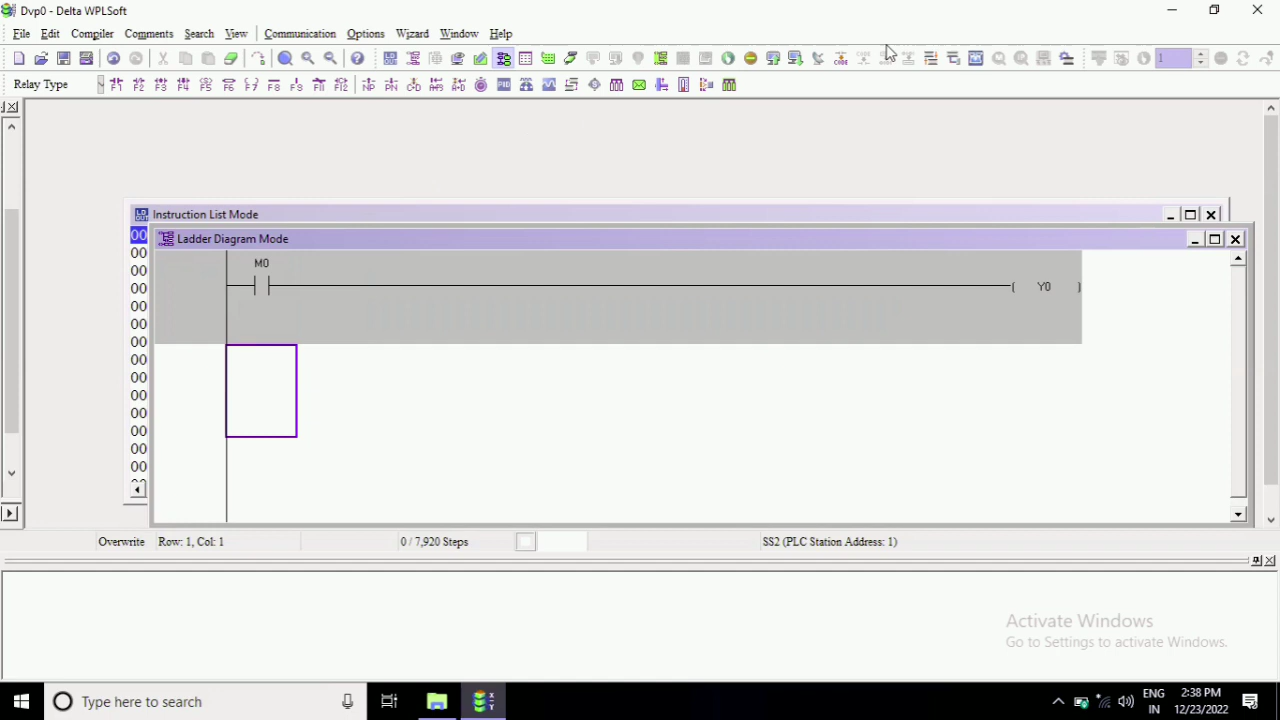 Dvp0 - Delta WPLSoft
File Edit Compiler Comments Search View Communication Options Wizard Window Help
1
Relay Type
Instruction List Mode
00
Ladder Diagram Mode
00
M0
00
00
Y0
00
00
00
00
00
00
00
00
00
00
Overwrite Row: 1, Col: 1 0 / 7,920 Steps SS2 (PLC Station Address: 1)
Activate Windows
Go to Settings to activate Windows.
Type here to search
ENG
IN
2:38 PM
12/23/2022